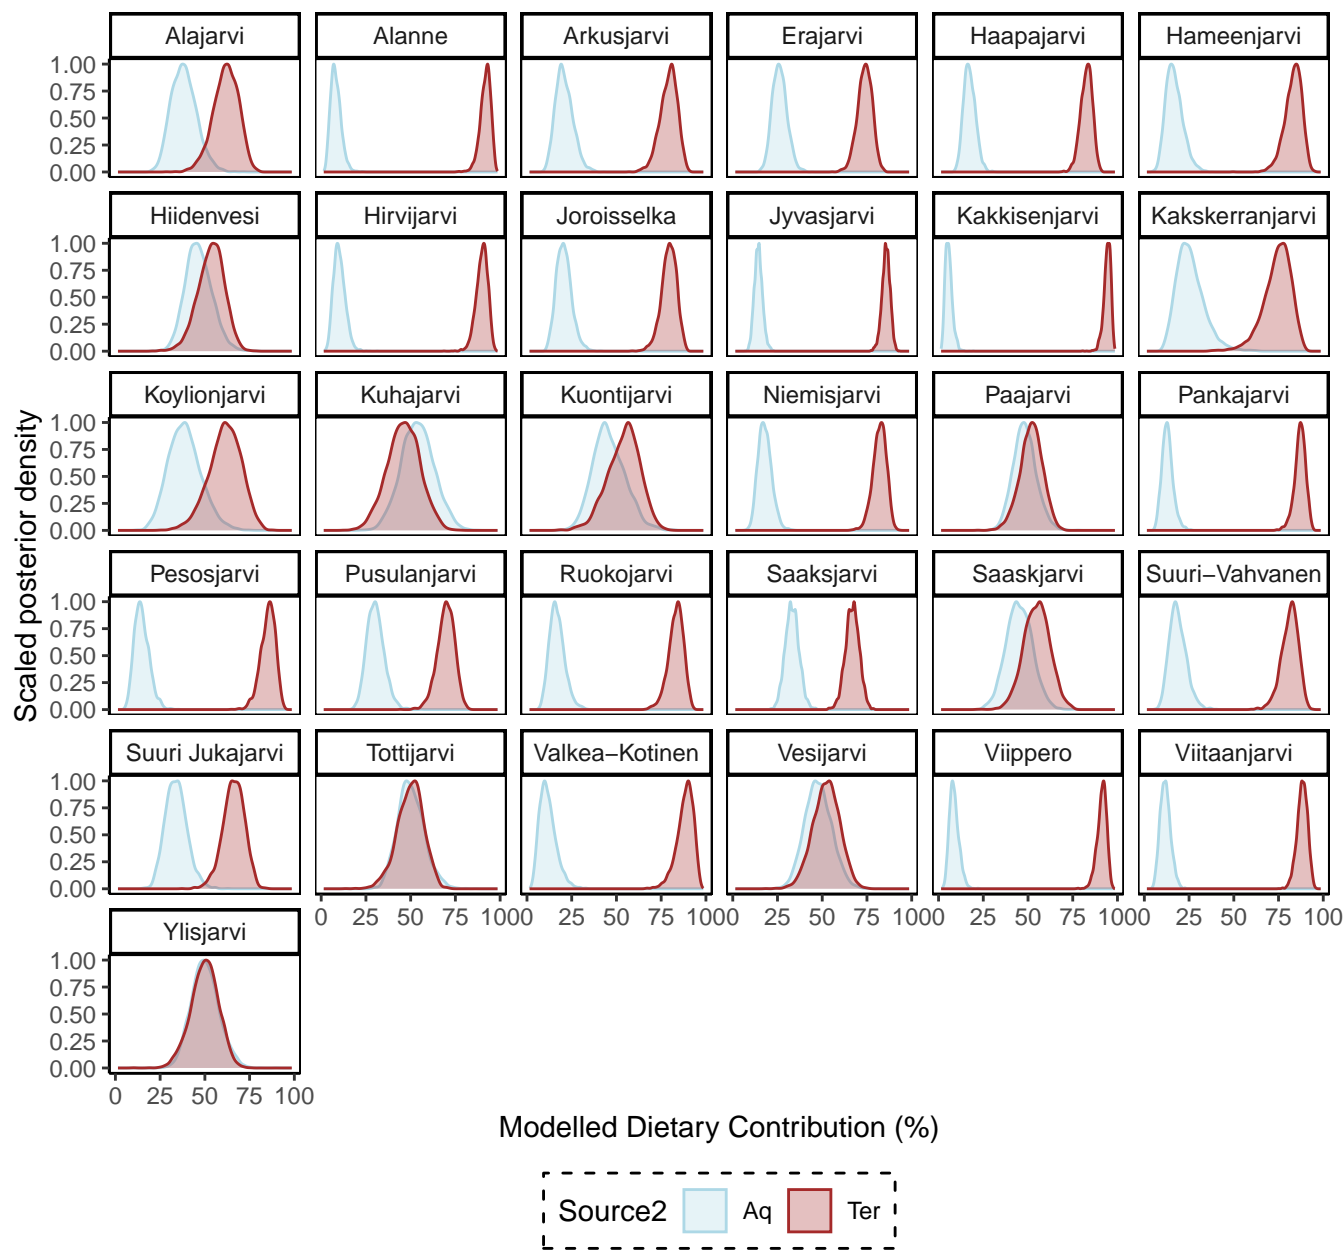 Alajarvi Alanne Arkusjarvi Erajarvi Haapajarvi Hameenjarvi
1.00
0.75
0.50
0.25
0.00
Hiidenvesi Hirvijarvi Joroisselka Jyvasjarvi Kakkisenjarvi Kakskerranjarvi
1.00
0.75
0.50
0.25
0.00
Koylionjarvi Kuhajarvi Kuontijarvi Niemisjarvi Paajarvi Pankajarvi
1.00
0.75
0.50
0.25
0.00
Scaled posterior density
Pesosjarvi Pusulanjarvi Ruokojarvi Saaksjarvi Saaskjarvi Suuri−Vahvanen
1.00
0.75
0.50
0.25
0.00
Suuri Jukajarvi Tottijarvi Valkea−Kotinen Vesijarvi Viippero Viitaanjarvi
1.00
0.75
0.50
0.25
0.00
0 25 50 75 100 0 25 50 75 100 0 25 50 75 100 0 25 50 75 100 0 25 50 75 100
Ylisjarvi
1.00
0.75
0.50
0.25
0.00
0 25 50 75 100
Modelled Dietary Contribution (%)
Source2 Aq Ter